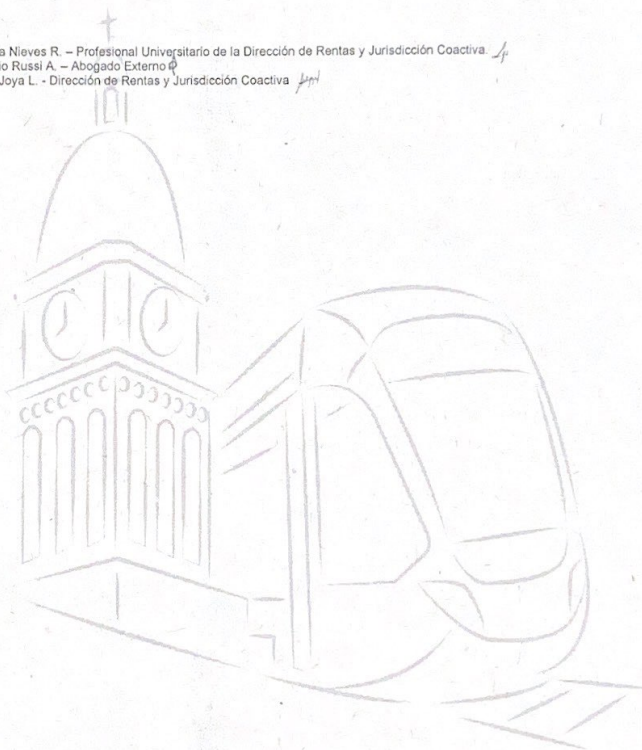 a Nieves R. – Profesional Universitario de la Dirección de Rentas y Jurisdicción Coactiva.
io Russi A. – Abogado Externo
Joya L. - Dirección de Rentas y Jurisdicción Coactiva